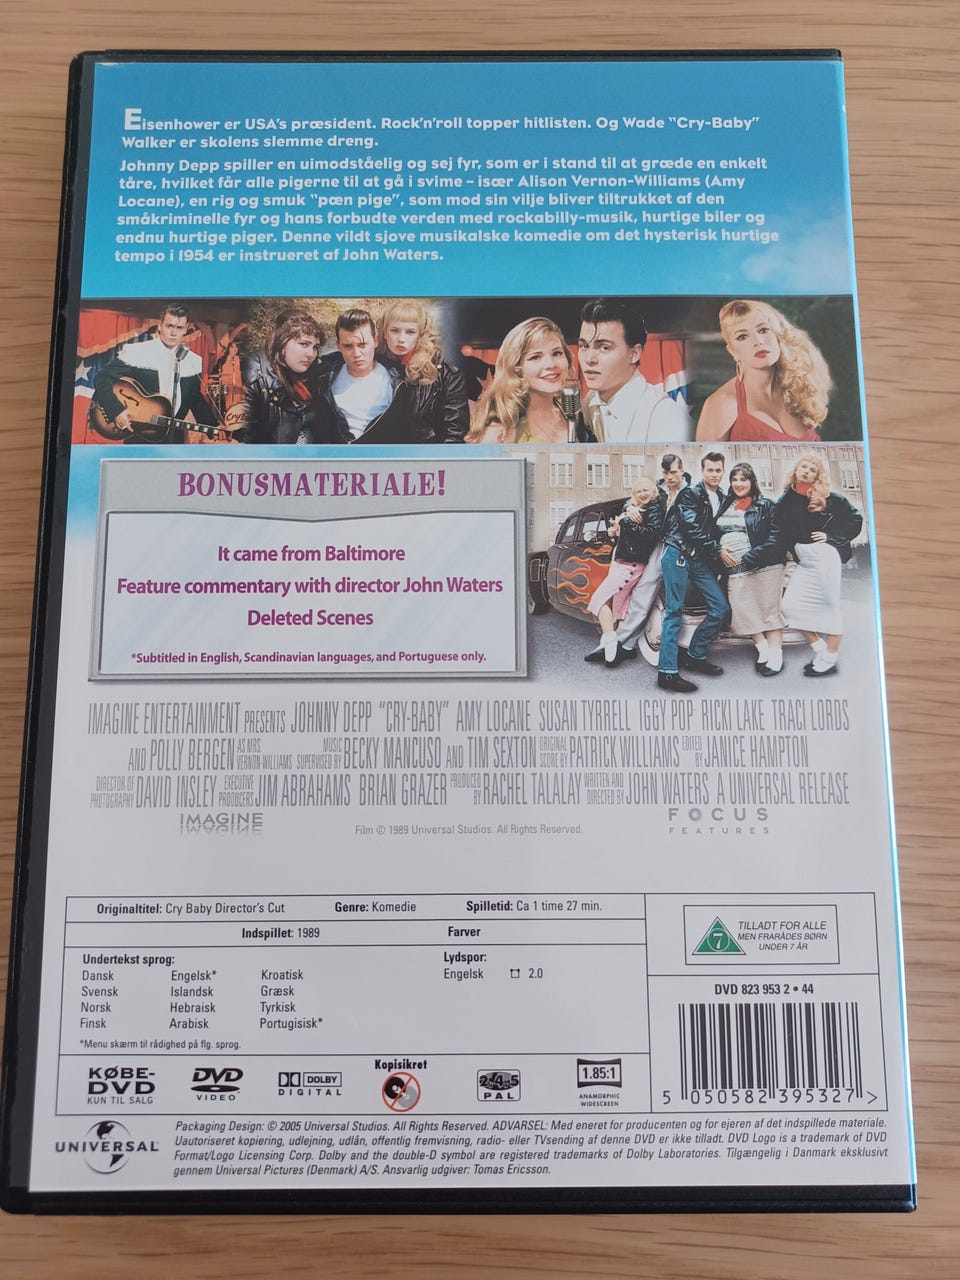 Eisenhower er USA's præsident. Rock'n'roll topper hitlisten. Og Wade "Cry-Baby"
Walker er skolens slemme dreng.
Johnny Depp spiller en uimodståelig og sej fyr, som er i stand til at græde en enkelt
tåre, hvilket får alle pigerne til at gå i svime – især Alison Vernon-Williams (Amy
Locane), en rig og smuk "pæn pige", som mod sin vilje bliver tiltrukket af den
småkriminelle fyr og hans forbudte verden med rockabilly-musik, hurtige biler og
endnu hurtige piger. Denne vildt sjove musikalske komedie om det hysterisk hurtige
tempo i 1954 er instrueret af John Waters.
BONUSMATERIALE!
It came from Baltimore
Feature commentary with director John Waters
Deleted Scenes
*Subtitled in English, Scandinavian languages, and Portuguese only.
IMAGINE ENTERTAINMENT PRESENTS JOHNNY DEPP "CRY-BABY" AMY LOCANE SUSAN TYRRELL IGGY POP RICKI LAKE TRACI LORDS
AND POLLY BERGEN AS MRS. VERNON-WILLIAMS MUSIC SUPERVISED BY BECKY MANCUSO AND TIM SEXTON ORIGINAL SCORE BY PATRICK WILLIAMS EDITED BY JANICE HAMPTON
DIRECTOR OF PHOTOGRAPHY DAVID INSLEY EXECUTIVE PRODUCERS JIM ABRAHAMS BRIAN GRAZER PRODUCED BY RACHEL TALALAY WRITTEN AND DIRECTED BY JOHN WATERS A UNIVERSAL RELEASE
IMAGINE
Film © 1989 Universal Studios. All Rights Reserved.
FOCUS
FEATURES
Originaltitel: Cry Baby Director's Cut Genre: Komedie Spilletid: Ca 1 time 27 min.
Indspillet: 1989 Farver
Undertekst sprog:
Dansk Engelsk* Kroatisk
Svensk Islandsk Græsk
Norsk Hebraisk Tyrkisk
Finsk Arabisk Portugisisk*
*Menu skærm til rådighed på flg. sprog.
Lydspor:
Engelsk 2.0
7
TILLADT FOR ALLE
MEN FRARÅDES BØRN
UNDER 7 ÅR
DVD 823 953 2 • 44
5 050582 395327 >
KØBE-
DVD
KUN TIL SALG
DVD
VIDEO
DOLBY
DIGITAL
Kopisikret
2.4.5
PAL
1.85:1
ANAMORPHIC
WIDESCREEN
UNIVERSAL
Packaging Design: © 2005 Universal Studios. All Rights Reserved. ADVARSEL: Med eneret for producenten og for ejeren af det indspillede materiale.
Uautoriseret kopiering, udlejning, udlån, offentlig fremvisning, radio- eller TVsending af denne DVD er ikke tilladt. DVD Logo is a trademark of DVD
Format/Logo Licensing Corp. Dolby and the double-D symbol are registered trademarks of Dolby Laboratories. Tilgængelig i Danmark eksklusivt
gennem Universal Pictures (Denmark) A/S. Ansvarlig udgiver: Tomas Ericsson.